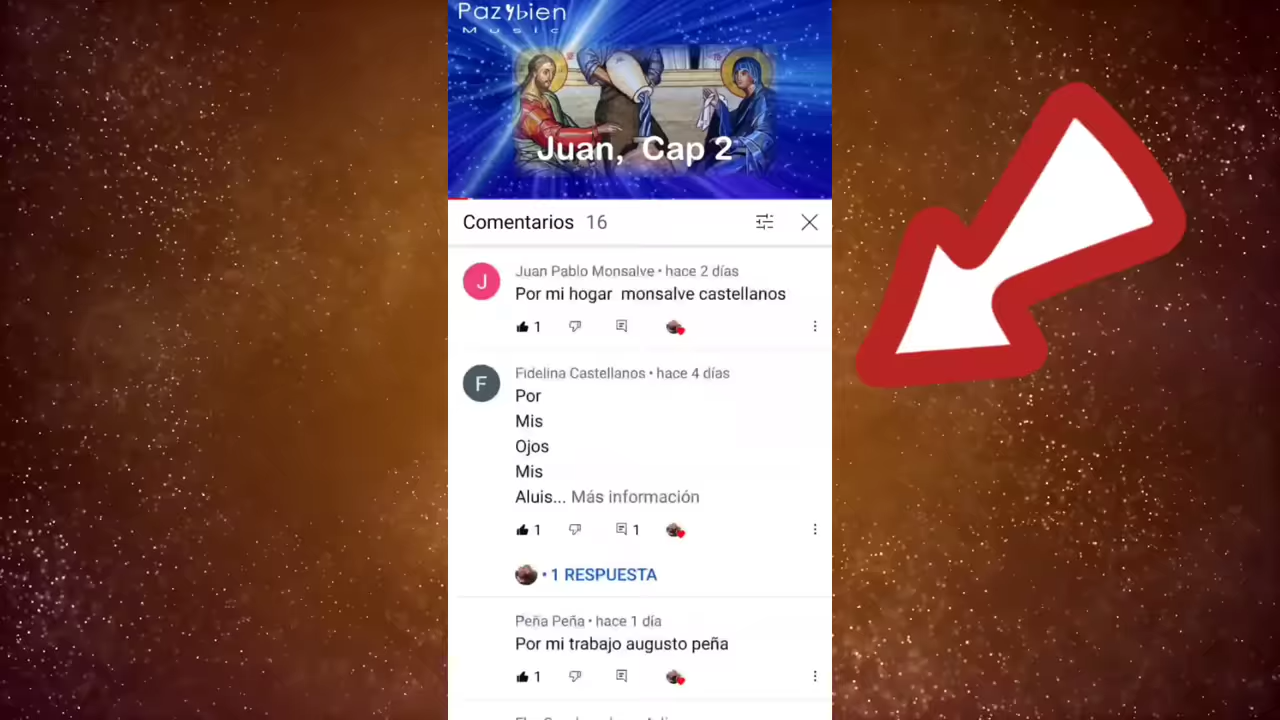 Pazybien
Music
Juan, Cap 2
Comentarios 16
Juan Pablo Monsalve • hace 2 días
Por mi hogar monsalve castellanos
1
Fidelina Castellanos • hace 4 días
Por
Mis
Ojos
Mis
Aluis... Más información
1 1
• 1 RESPUESTA
Peña Peña • hace 1 día
Por mi trabajo augusto peña
1